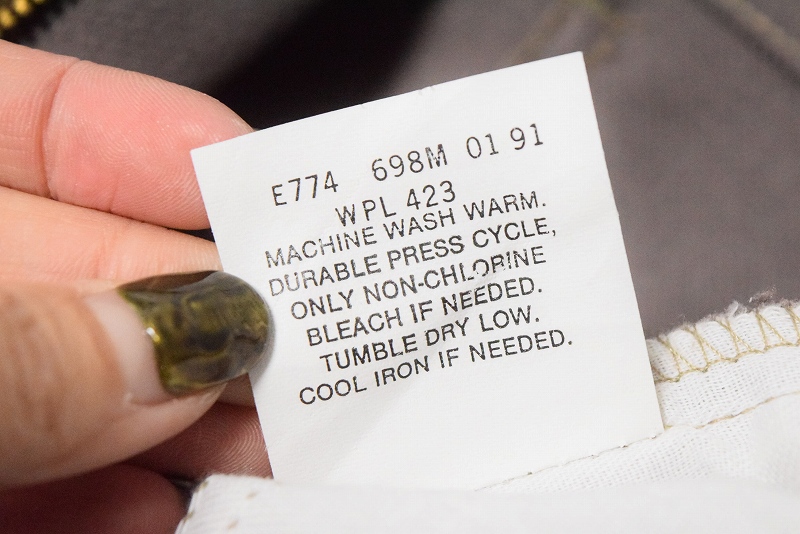 E774 698M 01 91
WPL 423
MACHINE WASH WARM.
DURABLE PRESS CYCLE,
ONLY NON-CHLORINE
BLEACH IF NEEDED.
TUMBLE DRY LOW.
COOL IRON IF NEEDED.